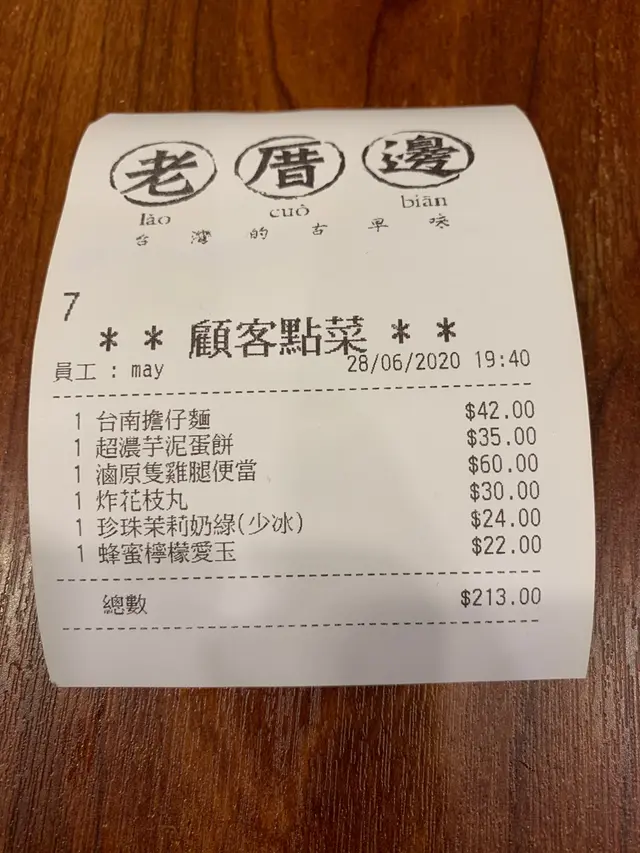 老厝邊
lǎo cuò biān
台灣的古早味
7
** 顧客點菜 **
員工 : may 28/06/2020 19:40
1 台南擔仔麵 $42.00
1 超濃芋泥蛋餅 $35.00
1 滷原隻雞腿便當 $60.00
1 炸花枝丸 $30.00
1 珍珠茉莉奶綠(少冰) $24.00
1 蜂蜜檸檬愛玉 $22.00
總數 $213.00